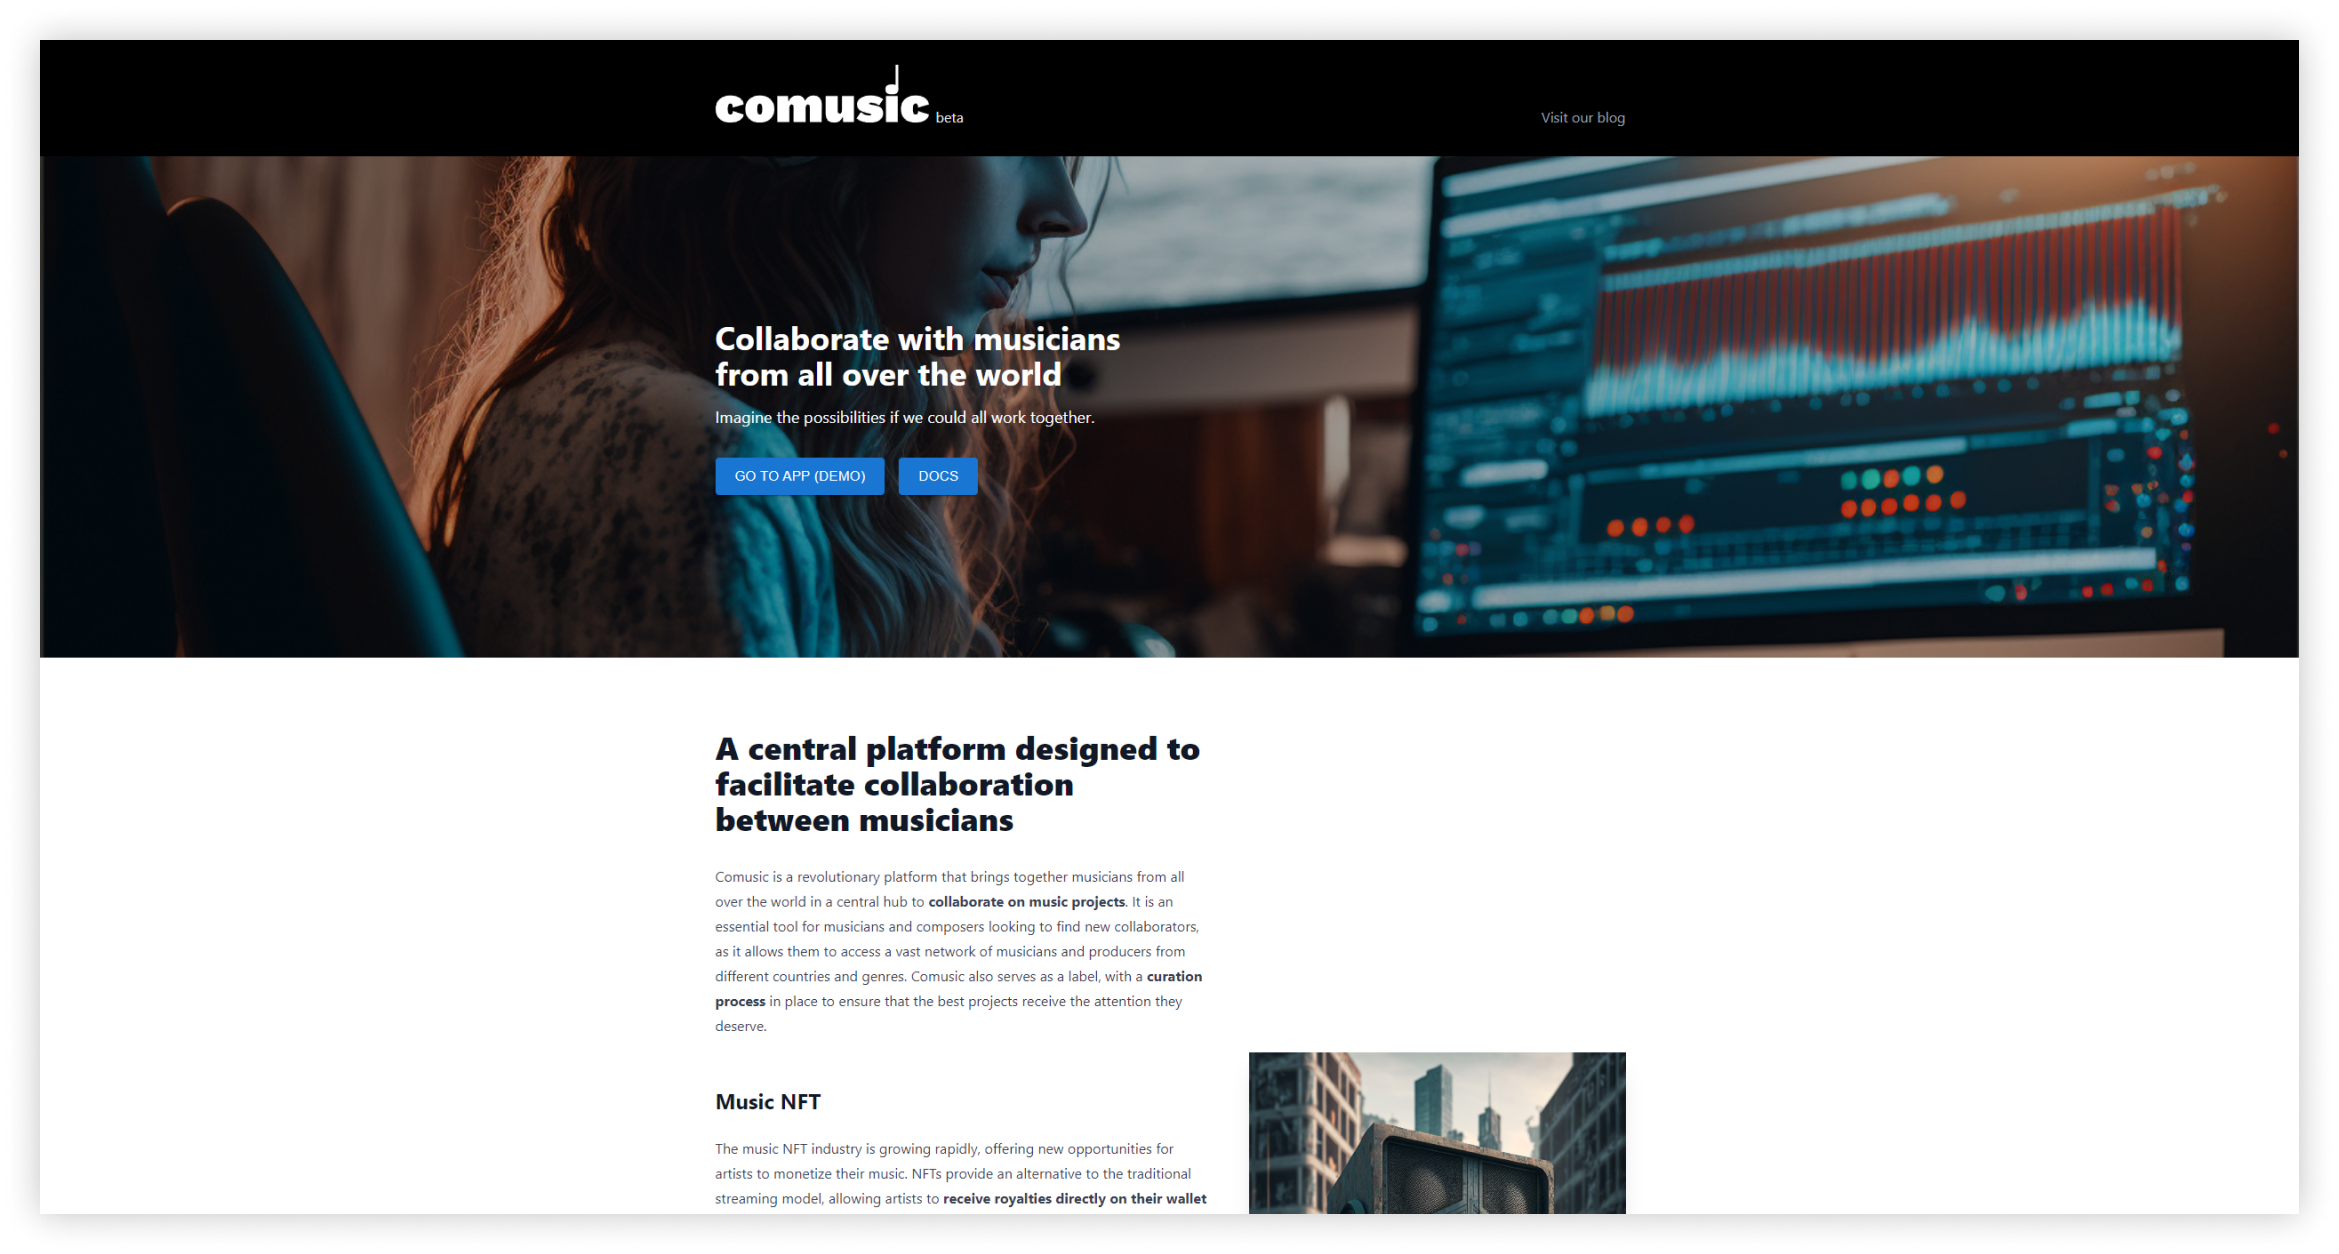 comusic beta
Visit our blog
Collaborate with musicians
from all over the world
Imagine the possibilities if we could all work together.
GO TO APP (DEMO) DOCS
A central platform designed to
facilitate collaboration
between musicians
Comusic is a revolutionary platform that brings together musicians from all
over the world in a central hub to collaborate on music projects. It is an
essential tool for musicians and composers looking to find new collaborators,
as it allows them to access a vast network of musicians and producers from
different countries and genres. Comusic also serves as a label, with a curation
process in place to ensure that the best projects receive the attention they
deserve.
Music NFT
The music NFT industry is growing rapidly, offering new opportunities for
artists to monetize their music. NFTs provide an alternative to the traditional
streaming model, allowing artists to receive royalties directly on their wallet